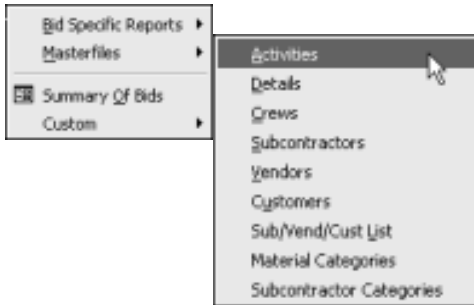 Bid Specific Reports
Masterfiles
Summary Of Bids
Custom
Activities
Details
Crews
Subcontractors
Vendors
Customers
Sub/Vend/Cust List
Material Categories
Subcontractor Categories